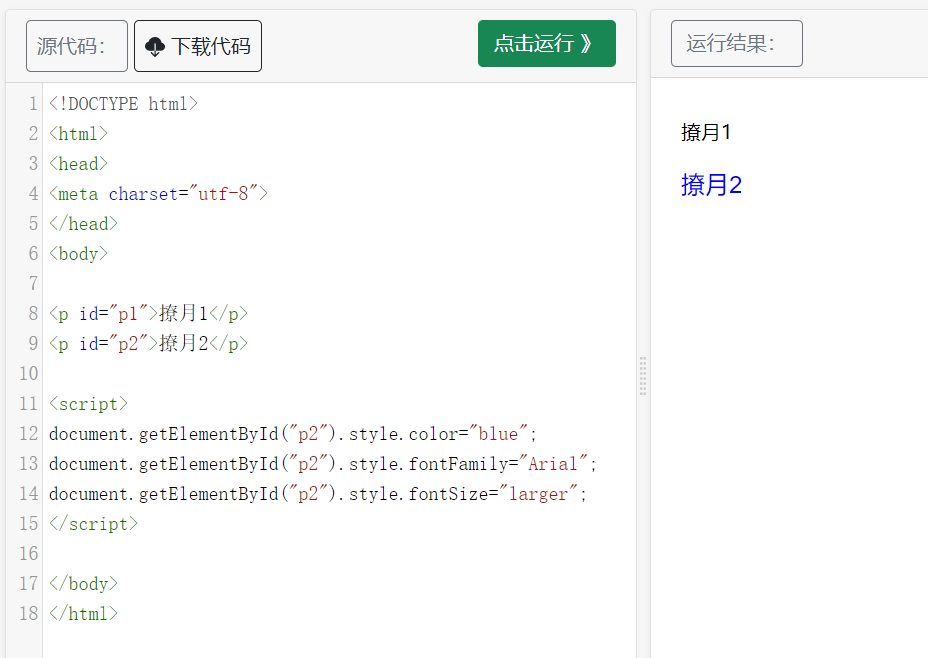 源代码：
下载代码
点击运行 》
运行结果：
1 <!DOCTYPE html>
2 <html>
3 <head>
4 <meta charset="utf-8">
5 </head>
6 <body>
7
8 <p id="p1">撩月1</p>
9 <p id="p2">撩月2</p>
10
11 <script>
12 document.getElementById("p2").style.color="blue";
13 document.getElementById("p2").style.fontFamily="Arial";
14 document.getElementById("p2").style.fontSize="larger";
15 </script>
16
17 </body>
18 </html>
撩月1
撩月2